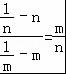 1/n − n
1/m − m
= m/n